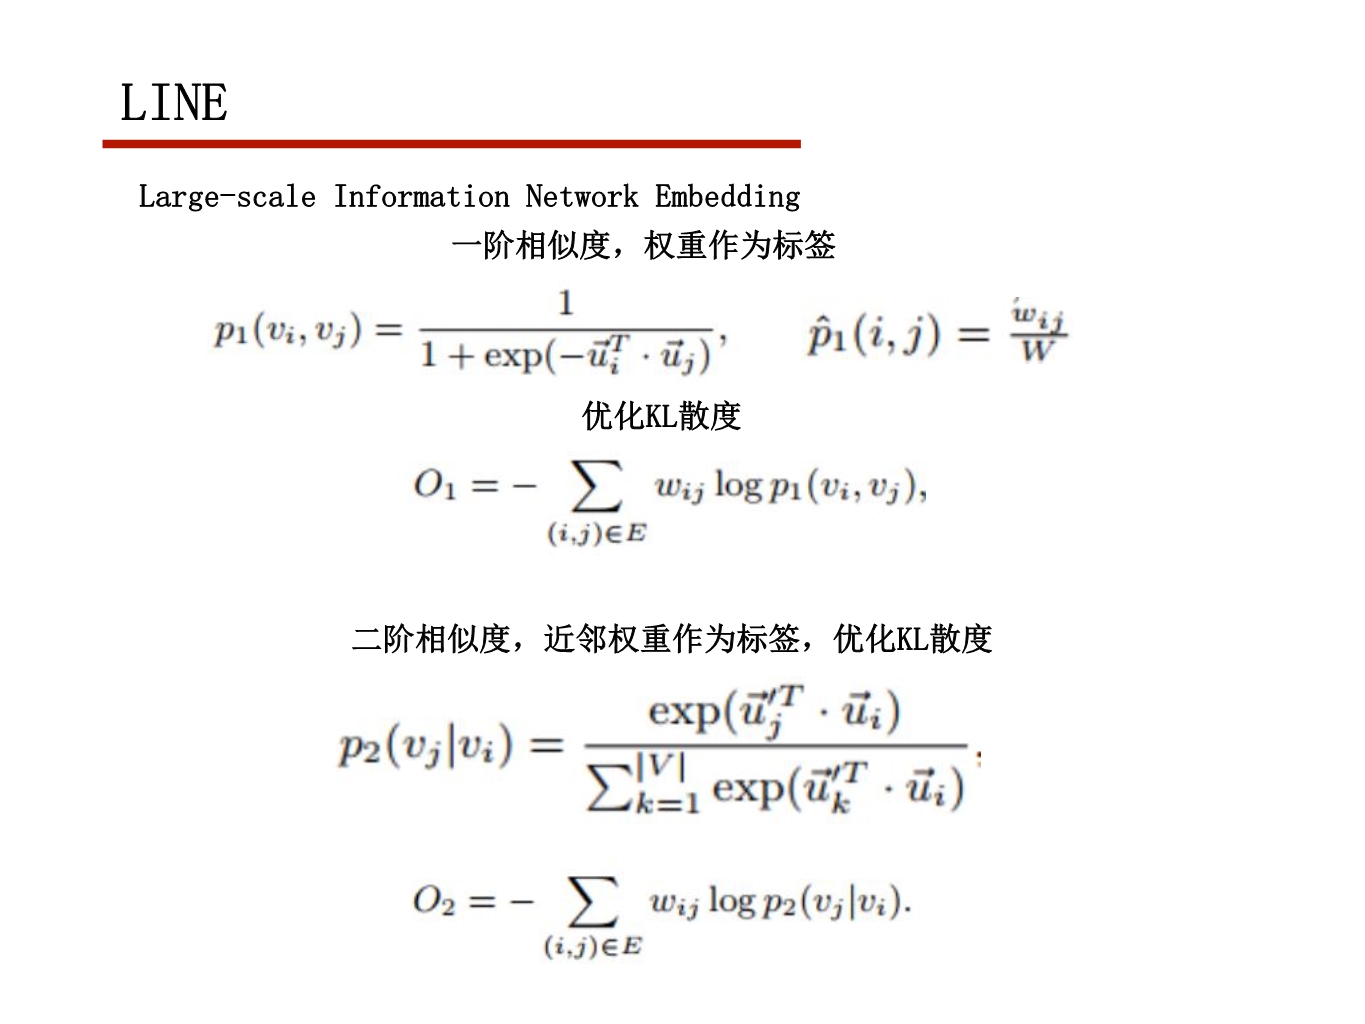 LINE
Large-scale Information Network Embedding
一阶相似度，权重作为标签
$p_1(v_i, v_j) = \frac{1}{1 + \exp(-\vec{u}_i^T \cdot \vec{u}_j)},$ $\hat{p}_1(i, j) = \frac{w_{ij}}{W}$
优化KL散度
$O_1 = -\sum_{(i,j)\in E} w_{ij} \log p_1(v_i, v_j),$
二阶相似度，近邻权重作为标签，优化KL散度
$p_2(v_j|v_i) = \frac{\exp(\vec{u}_j'^T \cdot \vec{u}_i)}{\sum_{k=1}^{|V|} \exp(\vec{u}_k'^T \cdot \vec{u}_i)},$
$O_2 = -\sum_{(i,j)\in E} w_{ij} \log p_2(v_j|v_i).$